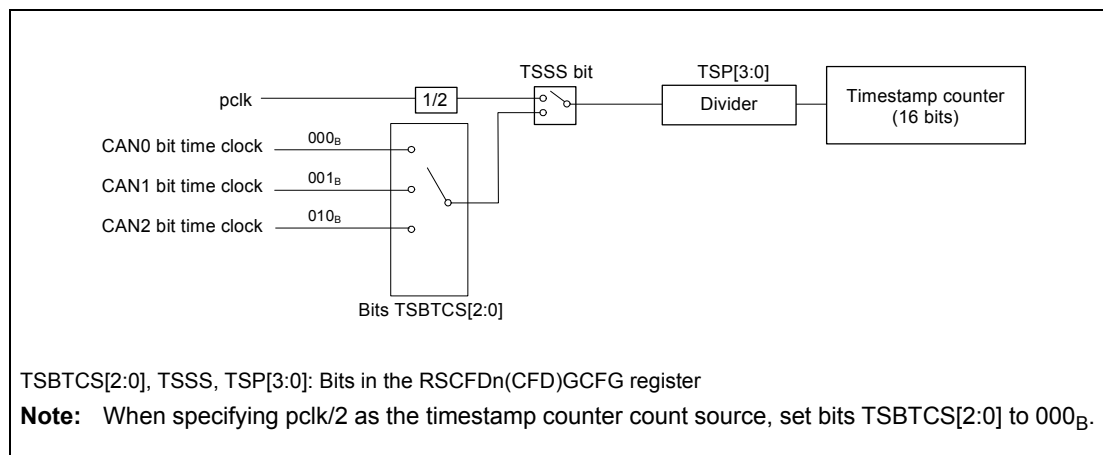 TSSS bit
TSP[3:0]
pclk
1/2
Divider
Timestamp counter
(16 bits)
CAN0 bit time clock
000B
CAN1 bit time clock
001B
CAN2 bit time clock
010B
Bits TSBTCS[2:0]
TSBTCS[2:0], TSSS, TSP[3:0]: Bits in the RSCFDn(CFD)GCFG register
Note: When specifying pclk/2 as the timestamp counter count source, set bits TSBTCS[2:0] to 000B.